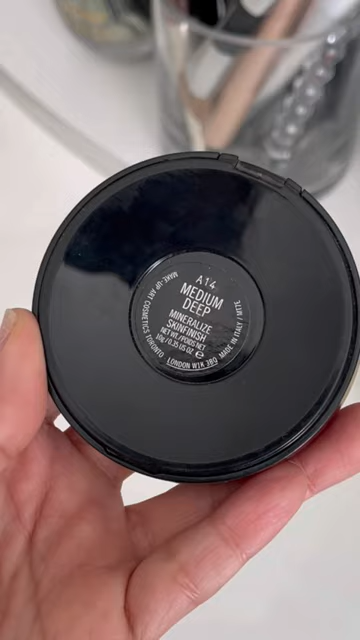 A14
MEDIUM
DEEP
MINERALIZE
SKINFINISH
NET WT./POIDS NET
10g/0.35 US OZ e
MAKE-UP ART COSMETICS TORONTO LONDON W1K 3BQ MADE IN ITALY / MITE